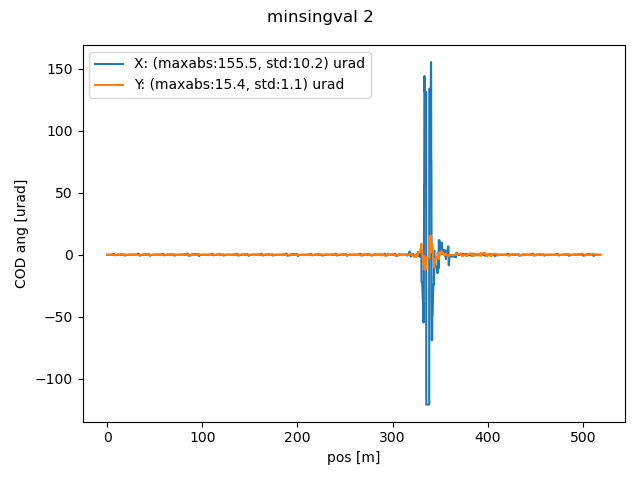 minsingval 2
X: (maxabs:155.5, std:10.2) urad
Y: (maxabs:15.4, std:1.1) urad
COD ang [urad]
150
100
50
0
−50
−100
0 100 200 300 400 500
pos [m]